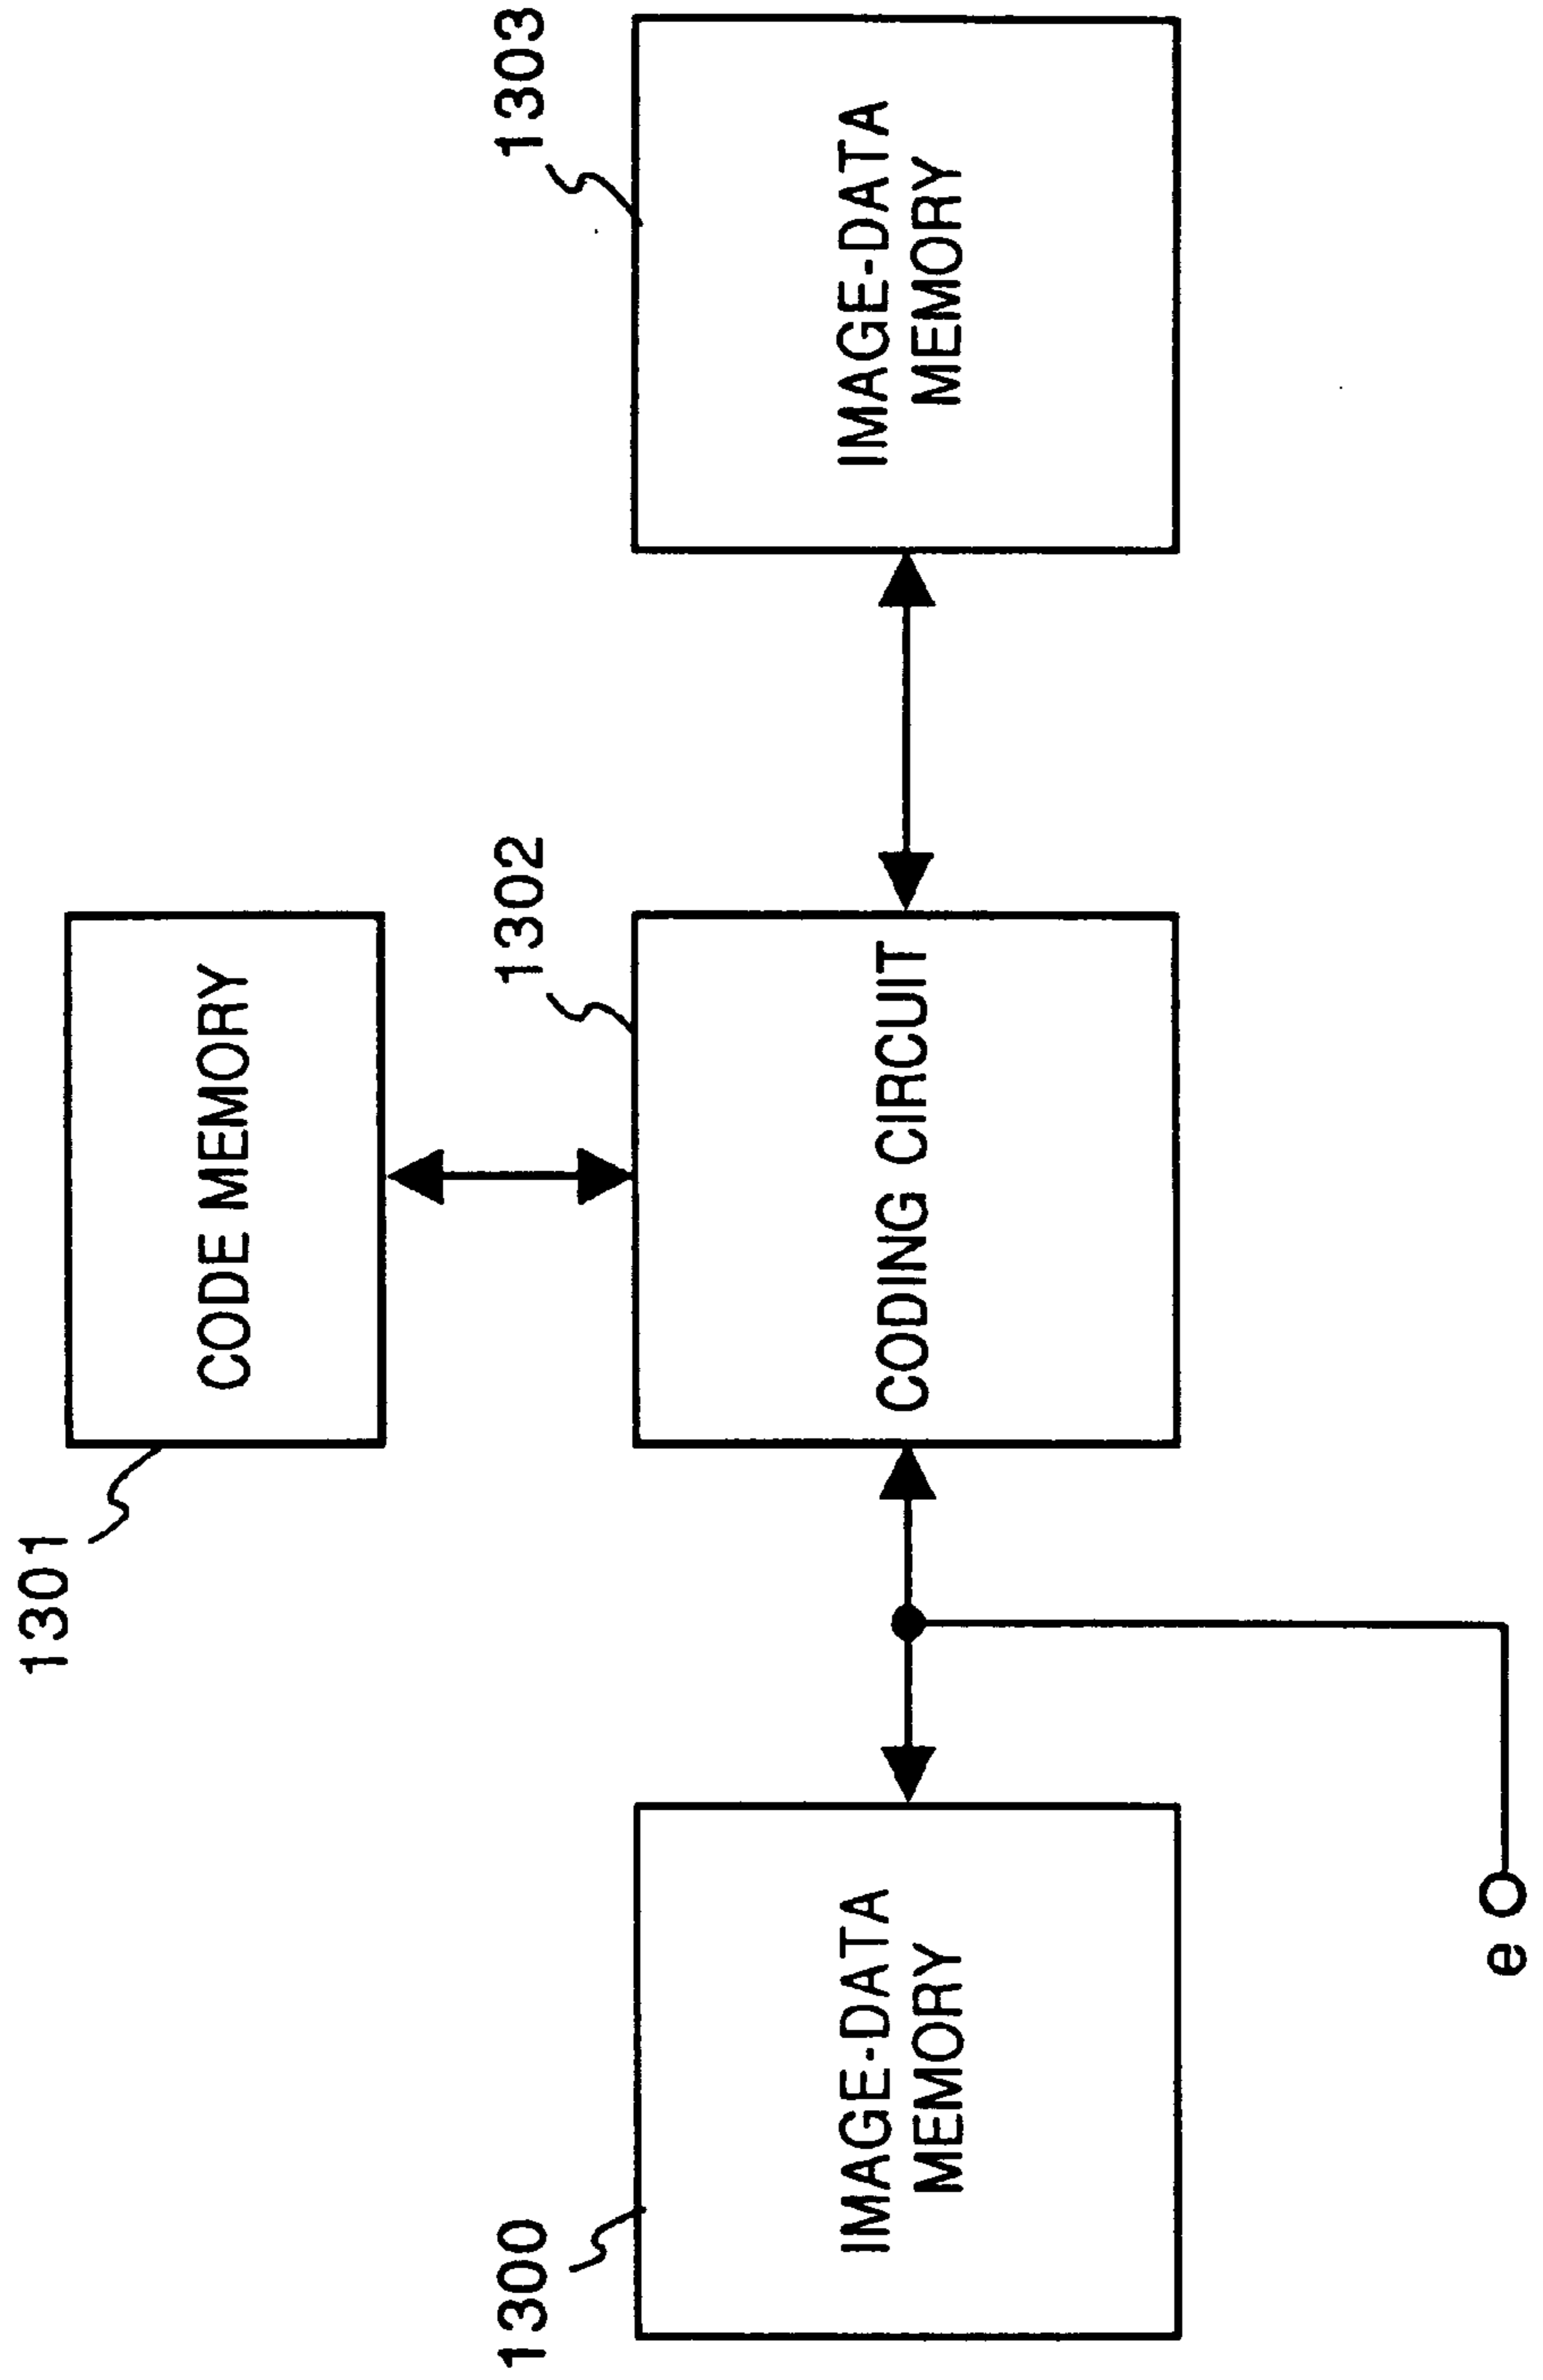 1301
CODE MEMORY
1300
1302
1303
IMAGE-DATA
MEMORY
CODING CIRCUIT
IMAGE-DATA
MEMORY
e